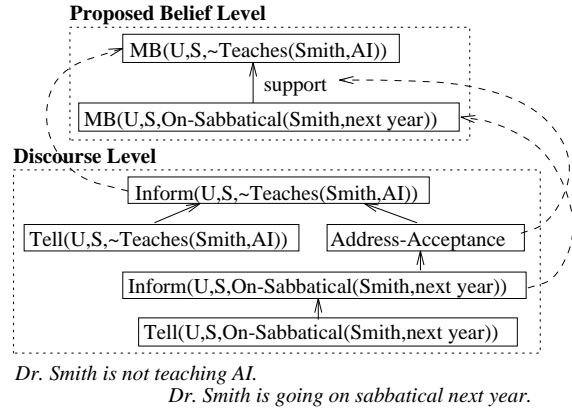 Proposed Belief Level
MB(U,S,~Teaches(Smith,AI))
support
MB(U,S,On-Sabbatical(Smith,next year))
Discourse Level
Inform(U,S,~Teaches(Smith,AI))
Tell(U,S,~Teaches(Smith,AI)) Address-Acceptance
Inform(U,S,On-Sabbatical(Smith,next year))
Tell(U,S,On-Sabbatical(Smith,next year))
Dr. Smith is not teaching AI.
Dr. Smith is going on sabbatical next year.